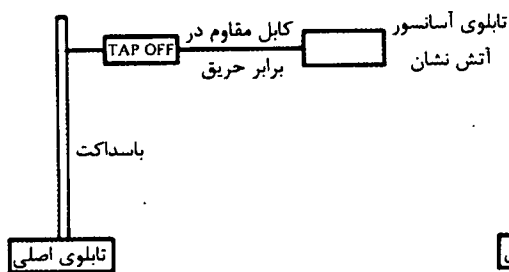 تابلوی آسانسور
آتش نشان
کابل مقاوم در
برابر حریق
TAP OFF
باسداکت
تابلوی اصلی